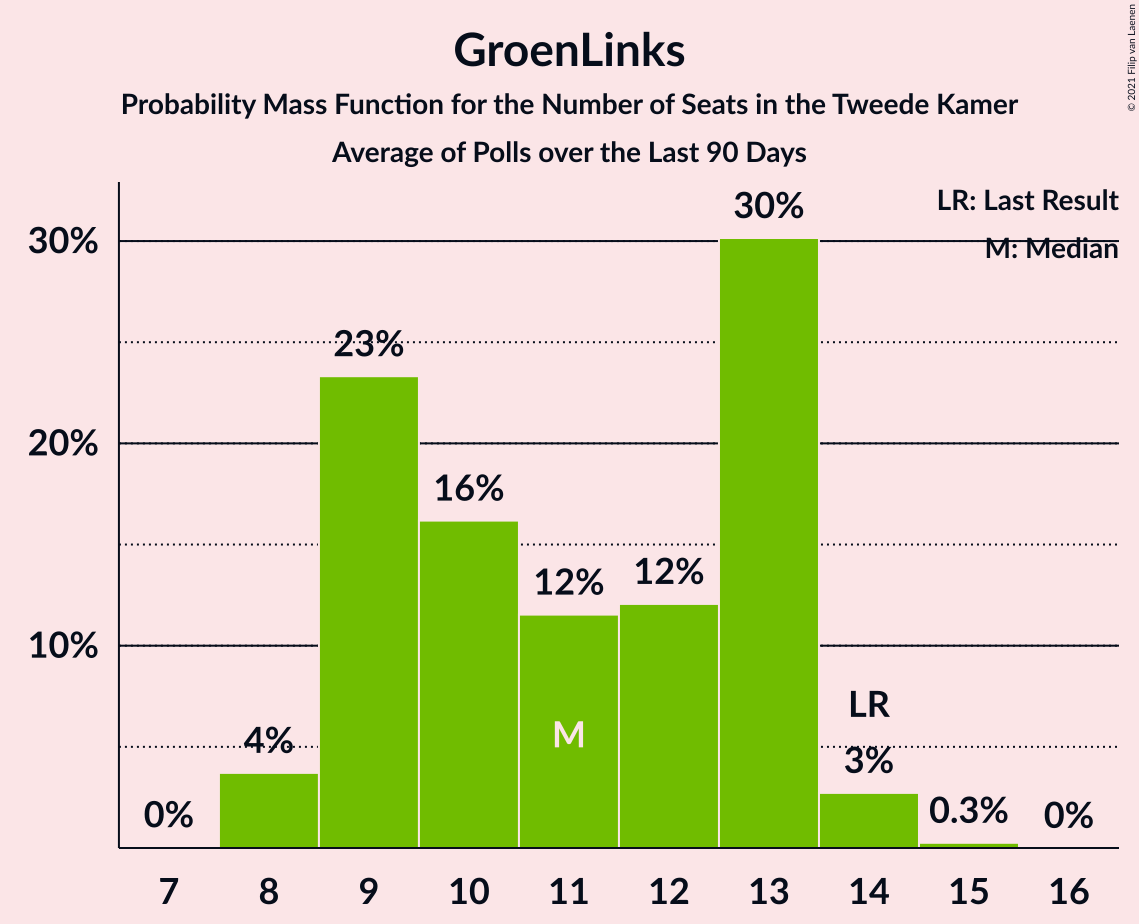 GroenLinks
Probability Mass Function for the Number of Seats in the Tweede Kamer
Average of Polls over the Last 90 Days
© 2021 Filip van Laenen
LR: Last Result
M: Median
30%
20%
10%
0%
4%
23%
16%
12%
M
12%
30%
LR
3%
0.3%
0%
7 8 9 10 11 12 13 14 15 16